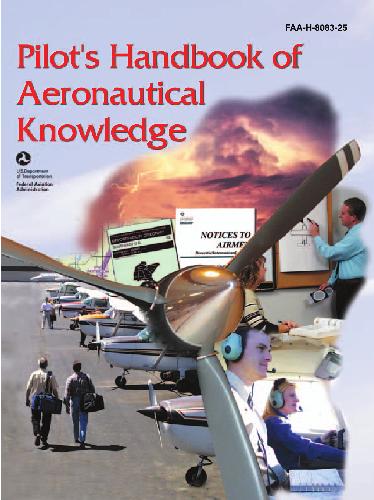 FAA-H-8083-25
Pilot's Handbook of
Aeronautical
Knowledge
U.S. Department
of Transportation
Federal Aviation
Administration
NOTICES TO
AIRME